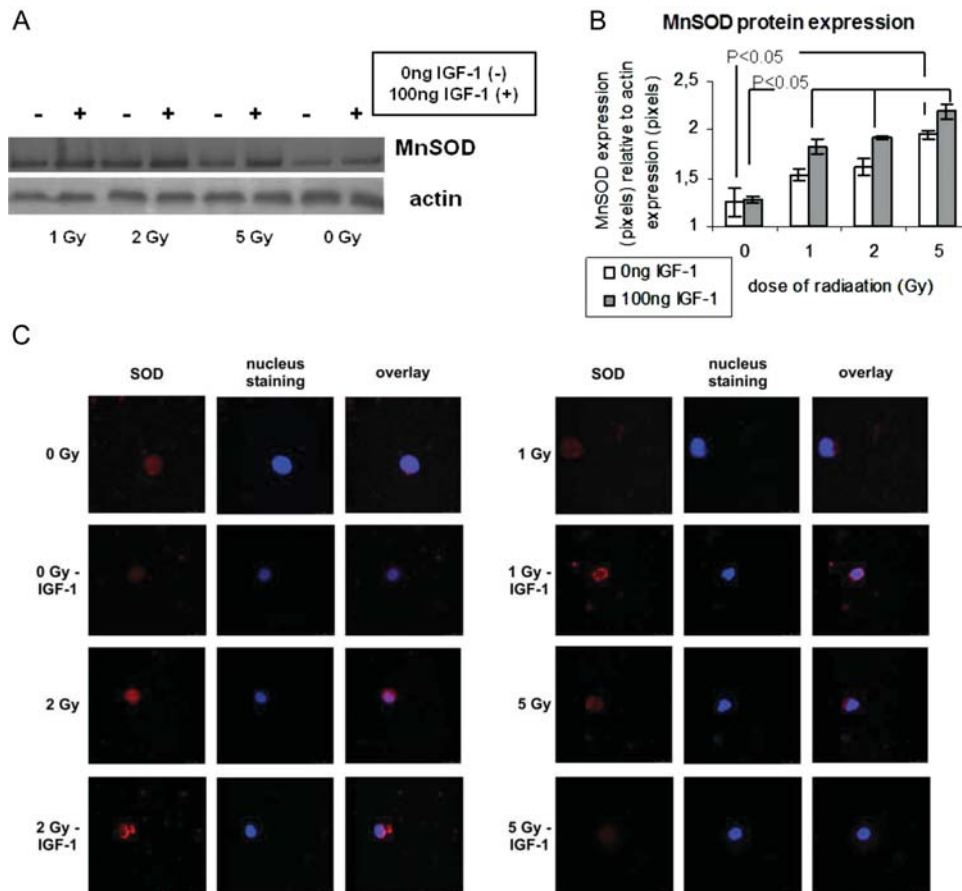 A
0ng IGF-1 (-)
100ng IGF-1 (+)
- + - + - + - +
MnSOD
actin
1 Gy 2 Gy 5 Gy 0 Gy
B
MnSOD protein expression
MnSOD expression
(pixels) relative to actin
expression (pixels)
P<0.05
P<0.05
2,5
2
1,5
1
0 1 2 5
dose of radiaation (Gy)
0ng IGF-1
100ng IGF-1
C
SOD
nucleus
staining
overlay
0 Gy
0 Gy -
IGF-1
2 Gy
2 Gy -
IGF-1
SOD
nucleus
staining
overlay
1 Gy
1 Gy -
IGF-1
5 Gy
5 Gy -
IGF-1